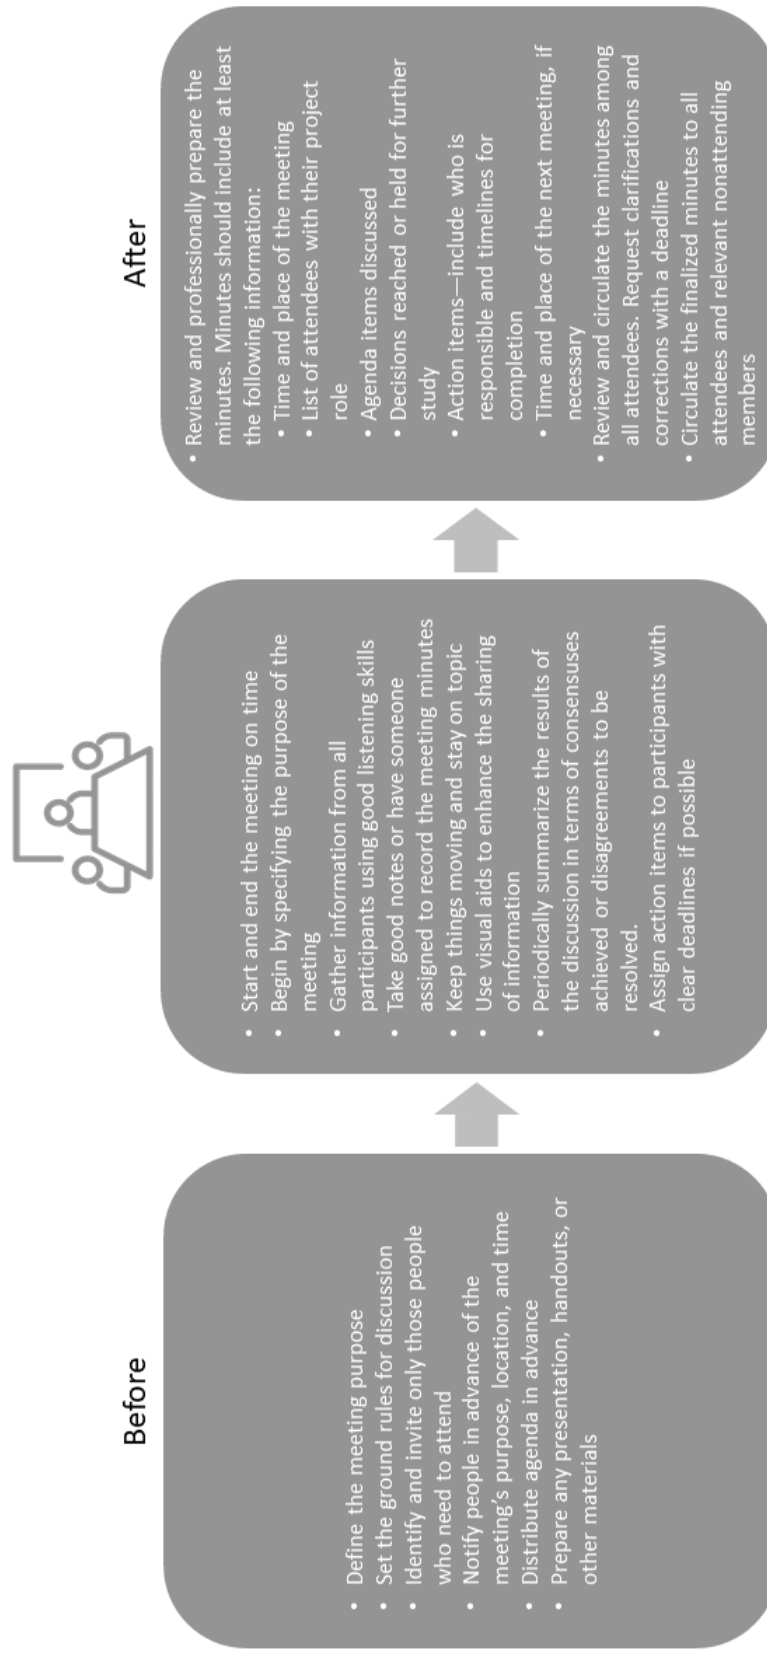 Before
• Define the meeting purpose
• Set the ground rules for discussion
• Identify and invite only those people
who need to attend
• Notify people in advance of the
meeting’s purpose, location, and time
• Distribute agenda in advance
• Prepare any presentation, handouts, or
other materials
• Start and end the meeting on time
• Begin by specifying the purpose of the
meeting
• Gather information from all
participants using good listening skills
• Take good notes or have someone
assigned to record the meeting minutes
• Keep things moving and stay on topic
• Use visual aids to enhance the sharing
of information
• Periodically summarize the results of
the discussion in terms of consensuses
achieved or disagreements to be
resolved.
• Assign action items to participants with
clear deadlines if possible
After
• Review and professionally prepare the
minutes. Minutes should include at least
the following information:
• Time and place of the meeting
• List of attendees with their project
role
• Agenda items discussed
• Decisions reached or held for further
study
• Action items—include who is
responsible and timelines for
completion
• Time and place of the next meeting, if
necessary
• Review and circulate the minutes among
all attendees. Request clarifications and
corrections with a deadline
• Circulate the finalized minutes to all
attendees and relevant nonattending
members